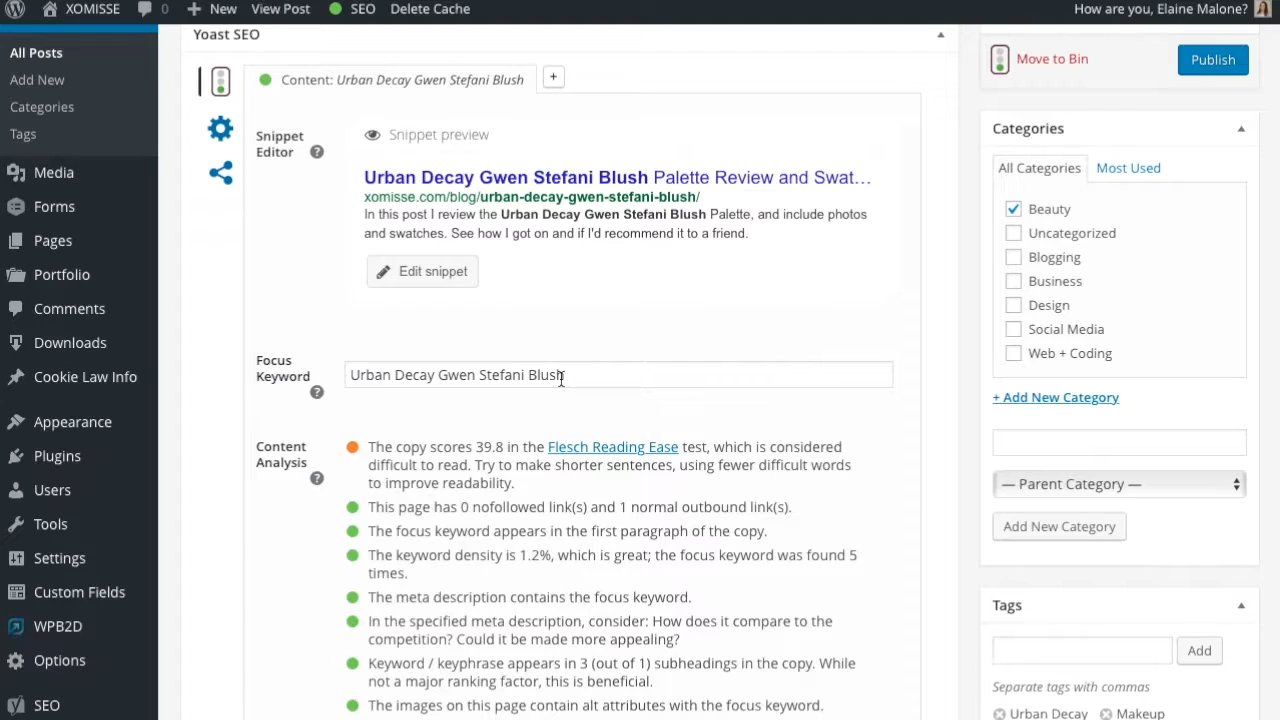 XOMISSE 0 New View Post SEO Delete Cache How are you, Elaine Malone?
All Posts
Add New
Categories
Tags
Media
Forms
Pages
Portfolio
Comments
Downloads
Cookie Law Info
Appearance
Plugins
Users
Tools
Settings
Custom Fields
WPB2D
Options
SEO
Yoast SEO
Content: Urban Decay Gwen Stefani Blush +
Snippet
Editor ?
Snippet preview
Urban Decay Gwen Stefani Blush Palette Review and Swat...
xomisse.com/blog/urban-decay-gwen-stefani-blush/
In this post I review the Urban Decay Gwen Stefani Blush Palette, and include photos
and swatches. See how I got on and if I'd recommend it to a friend.
Edit snippet
Focus
Keyword
?
Urban Decay Gwen Stefani Blush
Content
Analysis
?
The copy scores 39.8 in the Flesch Reading Ease test, which is considered
difficult to read. Try to make shorter sentences, using fewer difficult words
to improve readability.
This page has 0 nofollowed link(s) and 1 normal outbound link(s).
The focus keyword appears in the first paragraph of the copy.
The keyword density is 1.2%, which is great; the focus keyword was found 5
times.
The meta description contains the focus keyword.
In the specified meta description, consider: How does it compare to the
competition? Could it be made more appealing?
Keyword / keyphrase appears in 3 (out of 1) subheadings in the copy. While
not a major ranking factor, this is beneficial.
The images on this page contain alt attributes with the focus keyword.
Move to Bin
Publish
Categories
All Categories Most Used
Beauty
Uncategorized
Blogging
Business
Design
Social Media
Web + Coding
+ Add New Category
— Parent Category —
Add New Category
Tags
Add
Separate tags with commas
Urban Decay Makeup